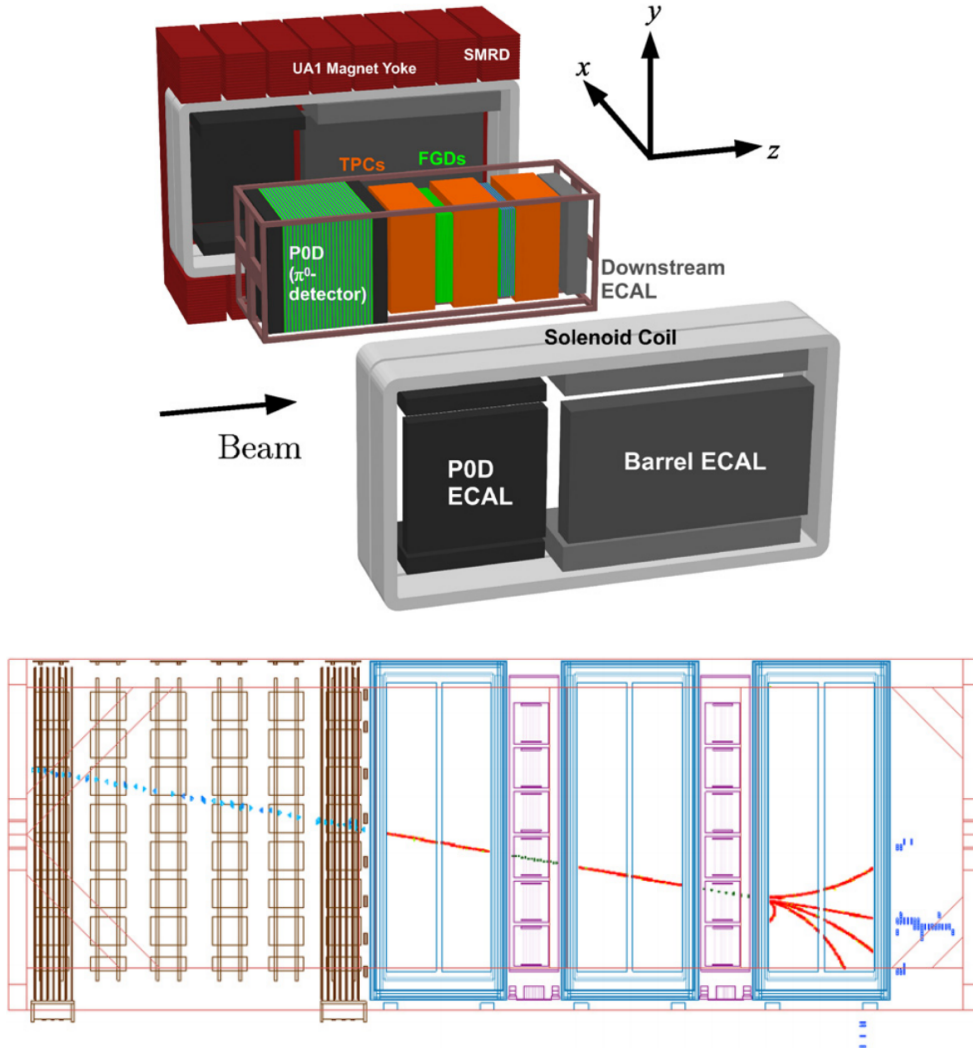 SMRD
UA1 Magnet Yoke
y
x
z
TPCs
FGDs
P0D
(π⁰-
detector)
Downstream
ECAL
Solenoid Coil
Beam
P0D
ECAL
Barrel ECAL